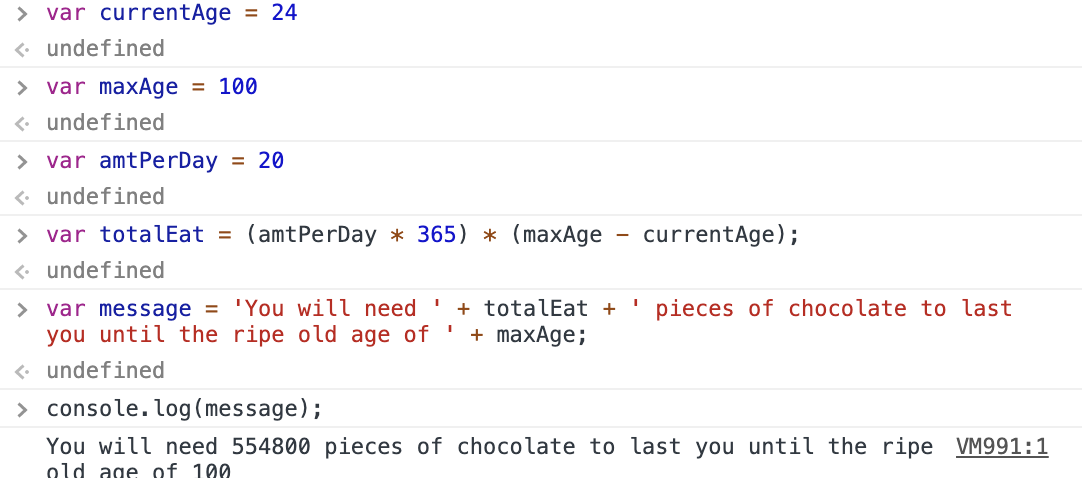 > var currentAge = 24
<· undefined
> var maxAge = 100
<· undefined
> var amtPerDay = 20
<· undefined
> var totalEat = (amtPerDay * 365) * (maxAge - currentAge);
<· undefined
> var message = 'You will need ' + totalEat + ' pieces of chocolate to last
you until the ripe old age of ' + maxAge;
<· undefined
> console.log(message);
You will need 554800 pieces of chocolate to last you until the ripe VM991:1
old age of 100